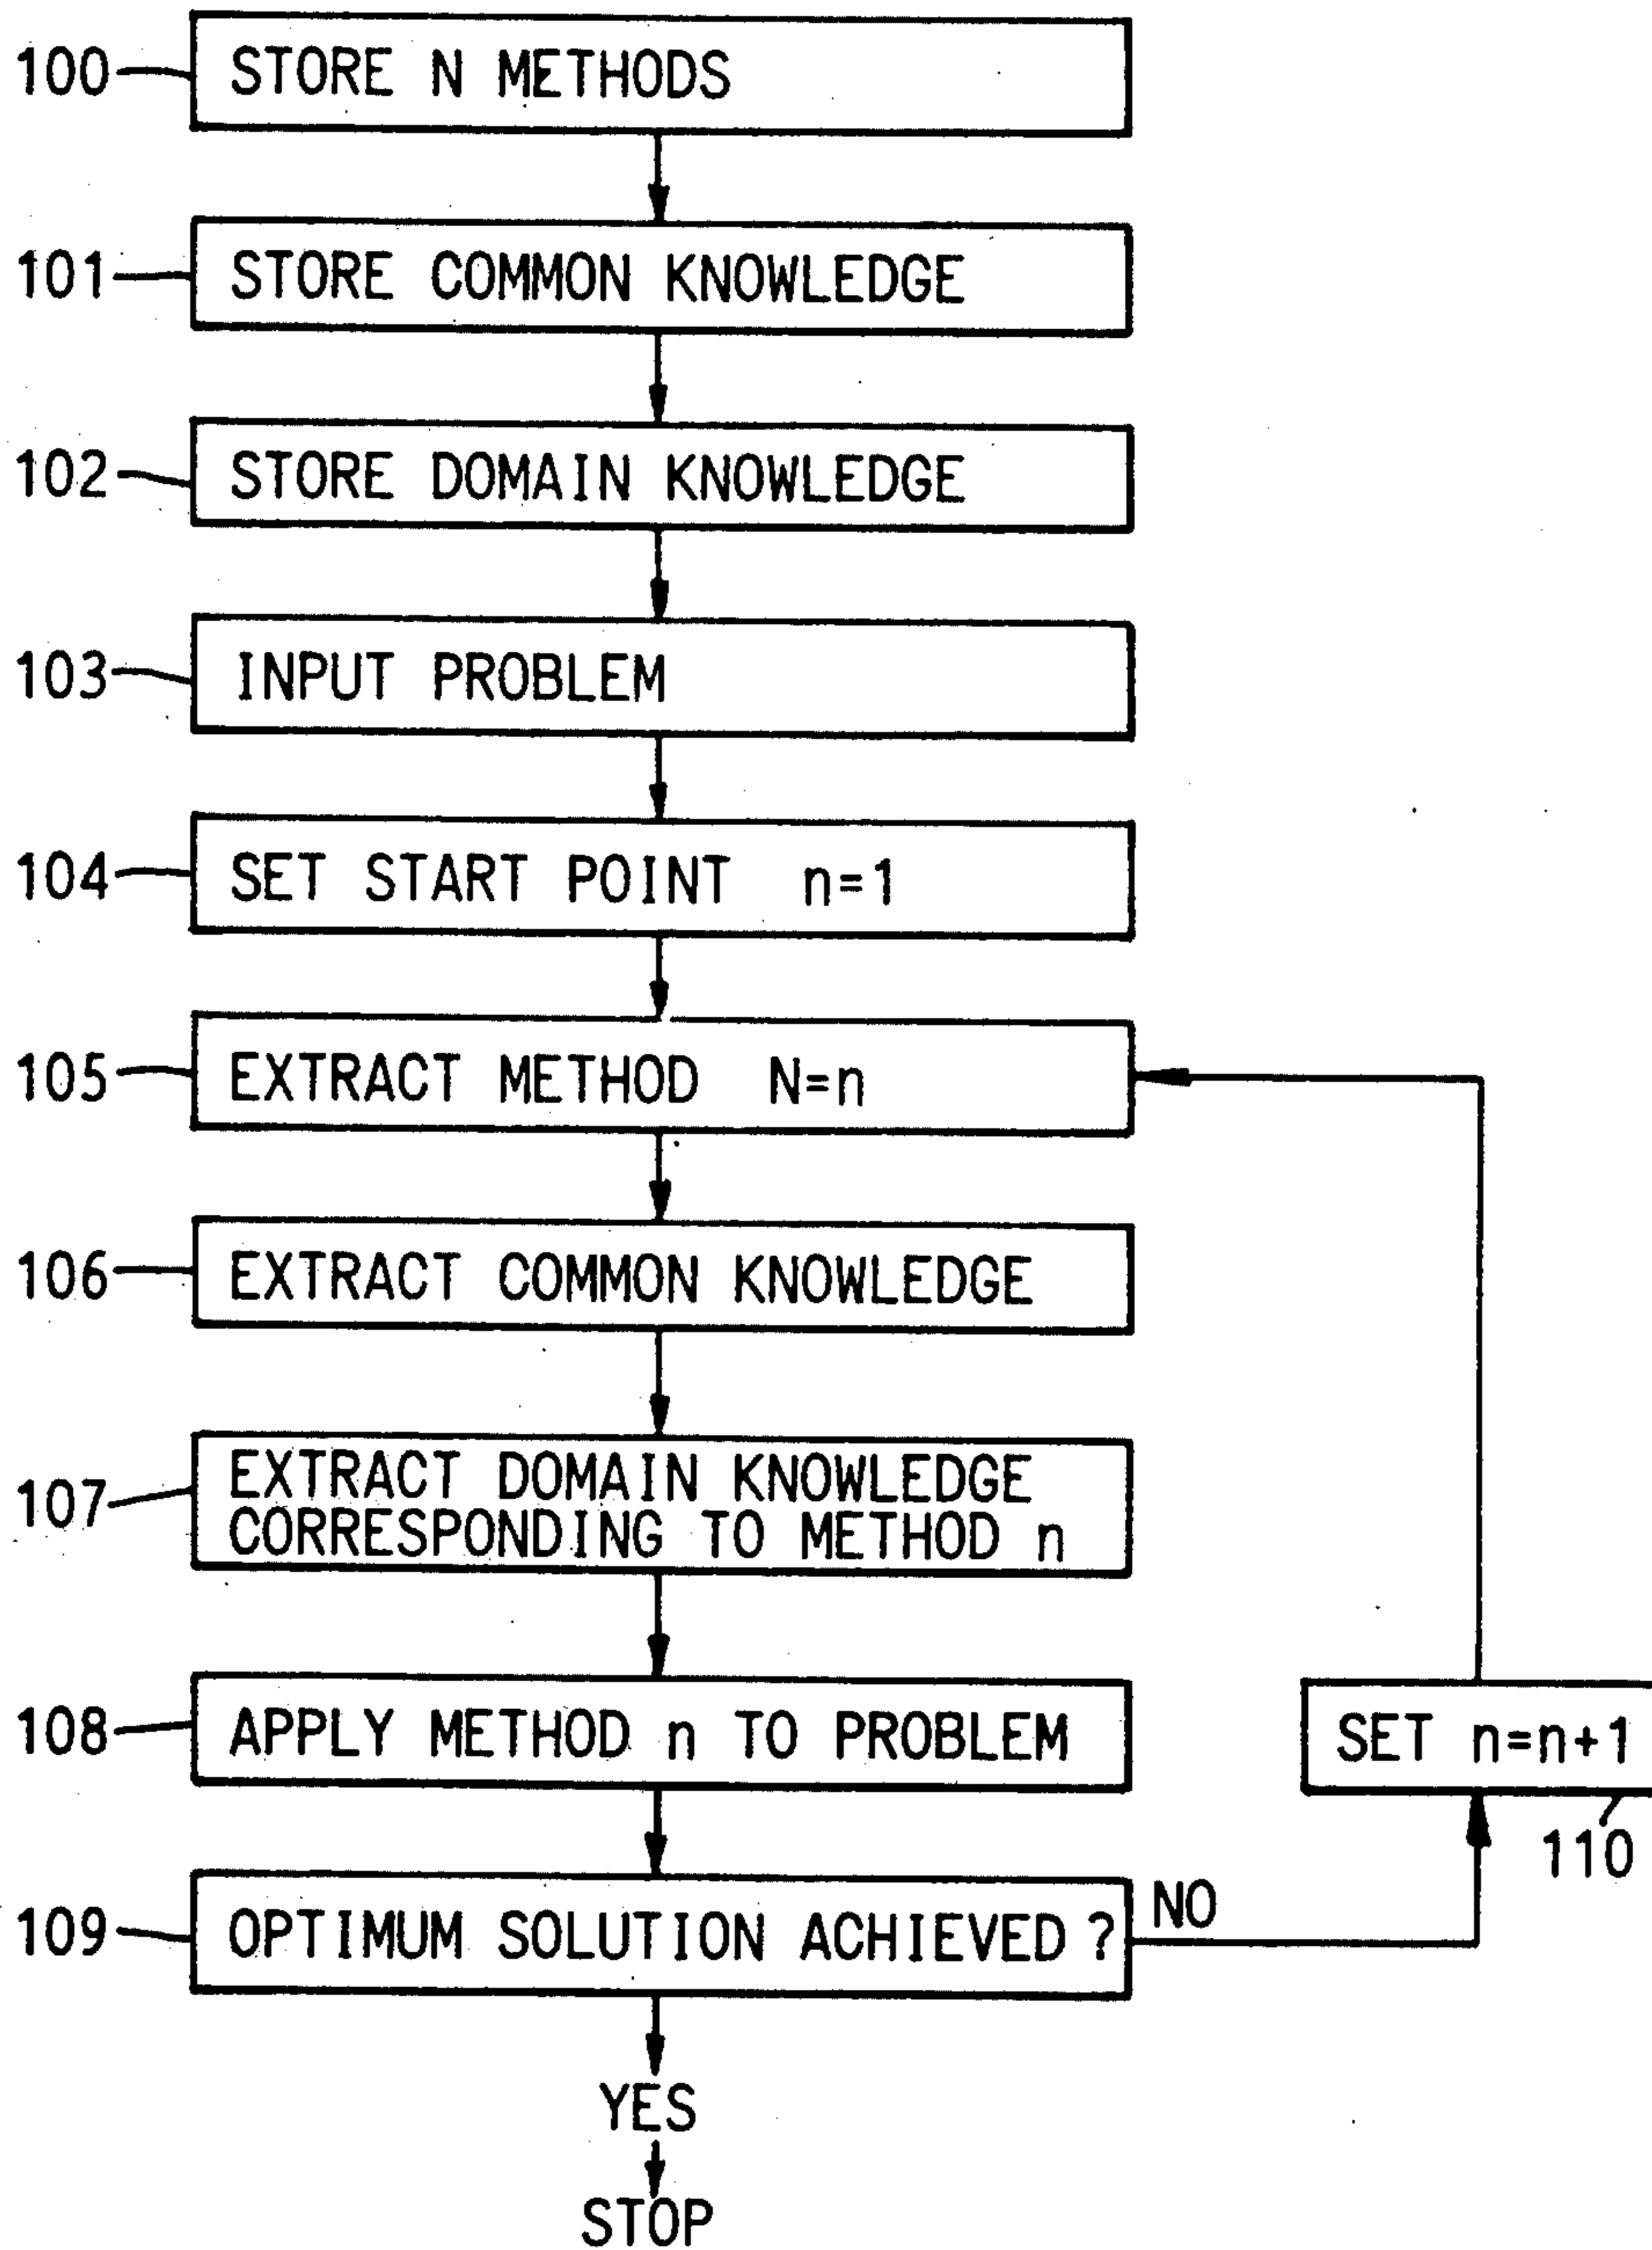 100 STORE N METHODS
101 STORE COMMON KNOWLEDGE
102 STORE DOMAIN KNOWLEDGE
103 INPUT PROBLEM
104 SET START POINT n=1
105 EXTRACT METHOD N=n
106 EXTRACT COMMON KNOWLEDGE
107 EXTRACT DOMAIN KNOWLEDGE
CORRESPONDING TO METHOD n
108 APPLY METHOD n TO PROBLEM
SET n=n+1
110
109 OPTIMUM SOLUTION ACHIEVED ? NO
YES
STOP